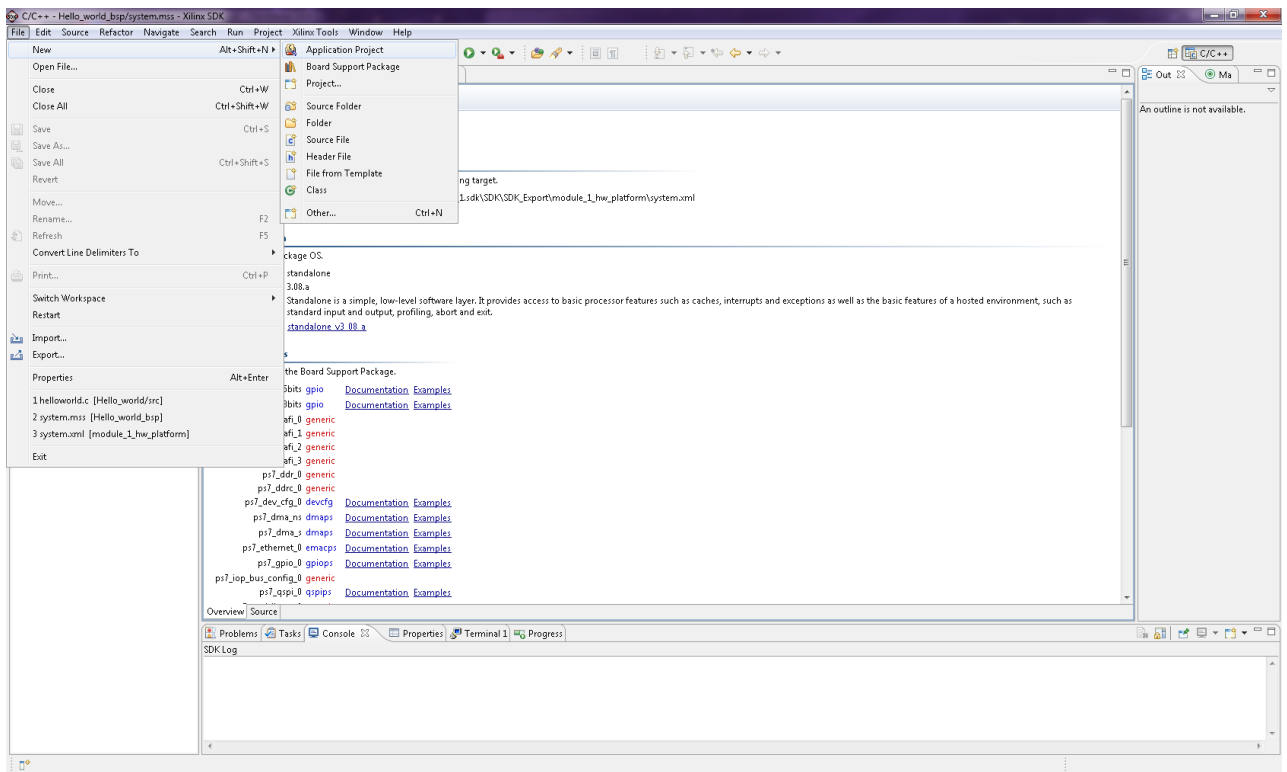 C/C++ - Hello_world_bsp/system.mss - Xilinx SDK
File Edit Source Refactor Navigate Search Run Project Xilinx Tools Window Help
New Alt+Shift+N
Open File...
Close Ctrl+W
Close All Ctrl+Shift+W
Save Ctrl+S
Save As...
Save All Ctrl+Shift+S
Revert
Move...
Rename... F2
Refresh F5
Convert Line Delimiters To
Print... Ctrl+P
Switch Workspace
Restart
Import...
Export...
Properties Alt+Enter
1 helloworld.c [Hello_world/src]
2 system.mss [Hello_world_bsp]
3 system.xml [module_1_hw_platform]
Exit
Application Project
Board Support Package
Project...
Source Folder
Folder
Source File
Header File
File from Template
Class
Other... Ctrl+N
C/C++
Out Ma
An outline is not available.
ng target.
1.sdk\SDK\SDK_Export\module_1_hw_platform\system.xml
ckage OS.
standalone
3.08.a
Standalone is a simple, low-level software layer. It provides access to basic processor features such as caches, interrupts and exceptions as well as the basic features of a hosted environment, such as
standard input and output, profiling, abort and exit.
standalone_v3_08_a
s
the Board Support Package.
5bits gpio Documentation Examples
8bits gpio Documentation Examples
afi_0 generic
afi_1 generic
afi_2 generic
afi_3 generic
ps7_ddr_0 generic
ps7_ddrc_0 generic
ps7_dev_cfg_0 devcfg Documentation Examples
ps7_dma_ns dmaps Documentation Examples
ps7_dma_s dmaps Documentation Examples
ps7_ethernet_0 emacps Documentation Examples
ps7_gpio_0 gpiops Documentation Examples
ps7_iop_bus_config_0 generic
ps7_qspi_0 qspips Documentation Examples
Overview Source
Problems Tasks Console Properties Terminal 1 Progress
SDK Log